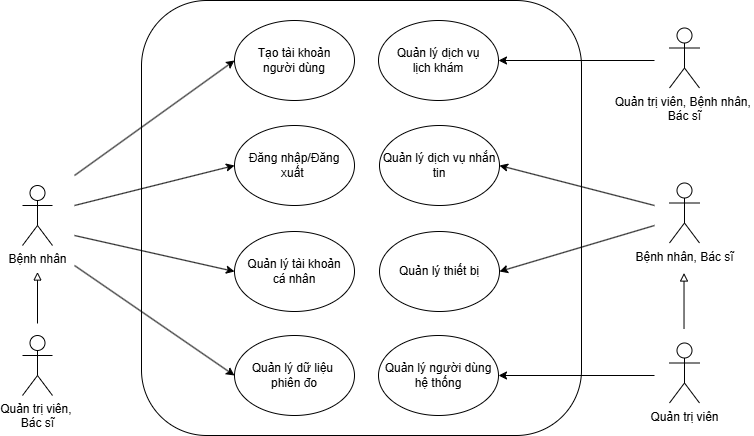 Tạo tài khoản
người dùng
Quản lý dịch vụ
lịch khám
Quản trị viên, Bệnh nhân,
Bác sĩ
Đăng nhập/Đăng
xuất
Quản lý dịch vụ nhắn
tin
Bệnh nhân
Bệnh nhân, Bác sĩ
Quản lý tài khoản
cá nhân
Quản lý thiết bị
Quản lý dữ liệu
phiên đo
Quản lý người dùng
hệ thống
Quản trị viên,
Bác sĩ
Quản trị viên